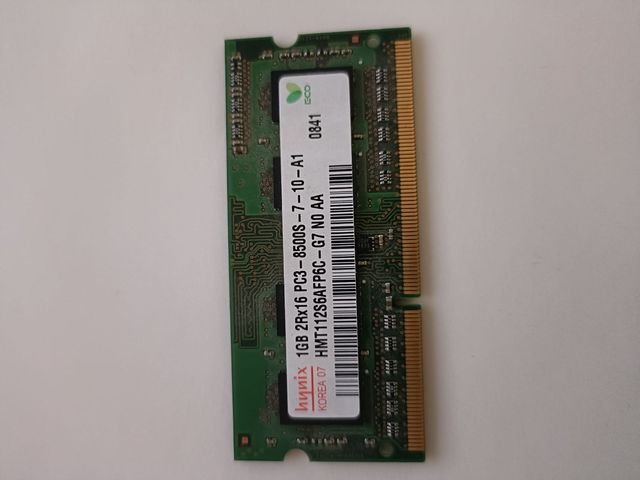 hynix
KOREA 07
1GB 2Rx16 PC3-8500S-7-10-A1
HMT112S6AFP6C-G7 N0 AA
0841
ECO